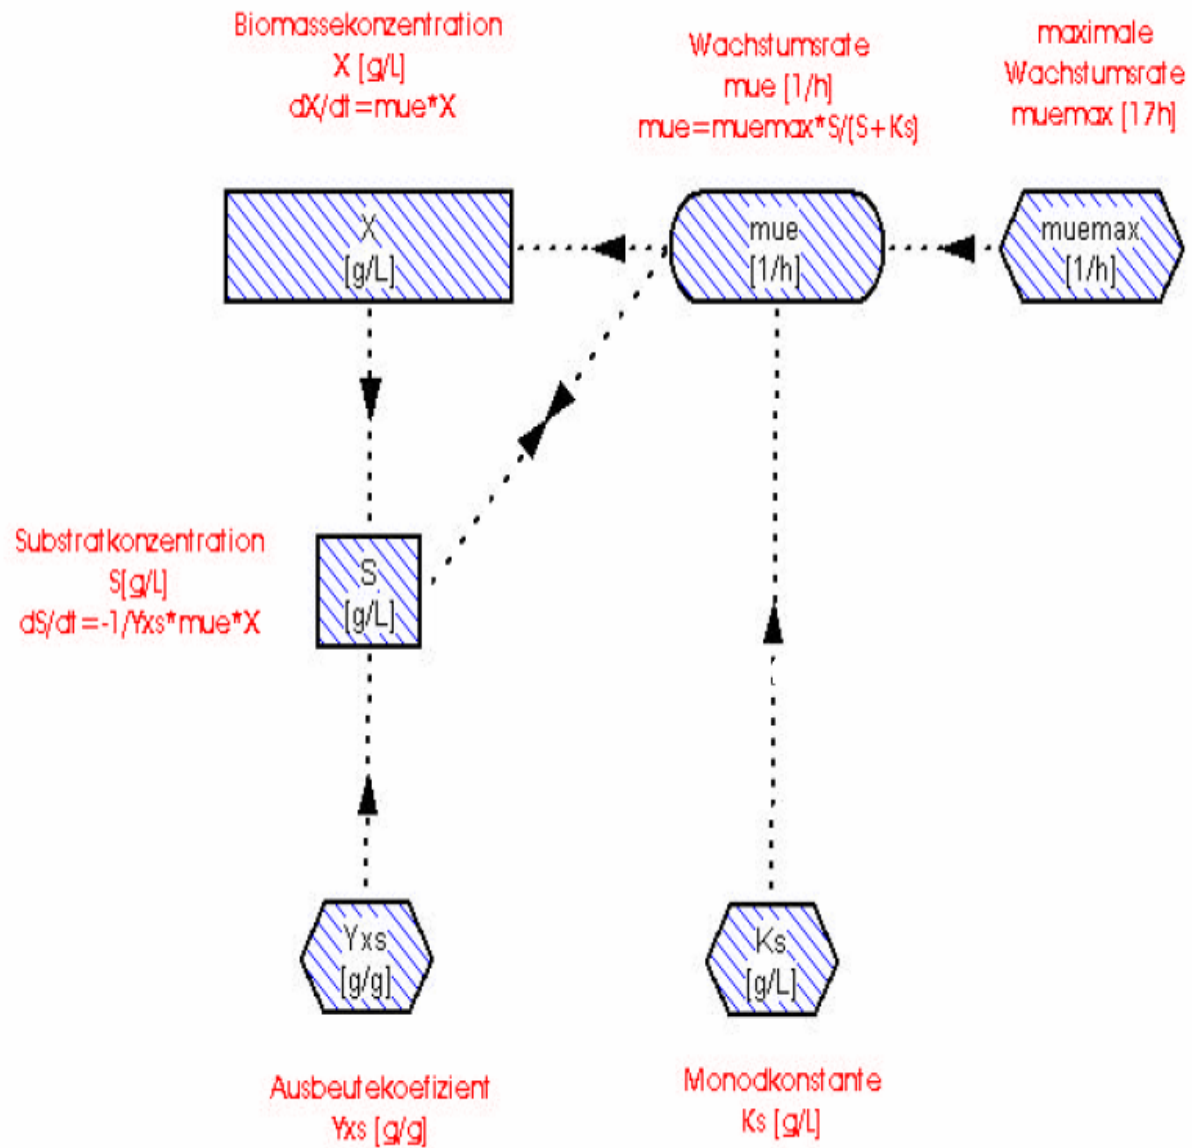 Biomassekonzentration
X [g/L]
dX/dt=mue*X
Wachstumsrate
mue [1/h]
mue=muemax*S/(S+Ks)
maximale
Wachstumsrate
muemax [17h]
X
[g/L]
mue
[1/h]
muemax
[1/h]
Substratkonzentration
S[g/L]
dS/dt=-1/Yxs*mue*X
S
[g/L]
Yxs
[g/g]
Ks
[g/L]
Ausbeutekoefizient
Yxs [g/g]
Monodkonstante
Ks [g/L]